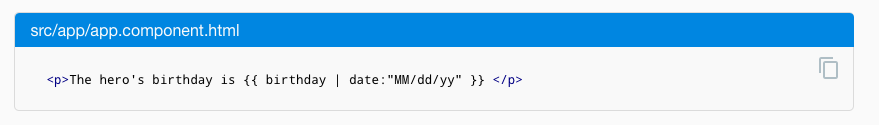 src/app/app.component.html
<p>The hero's birthday is {{ birthday | date:"MM/dd/yy" }} </p>